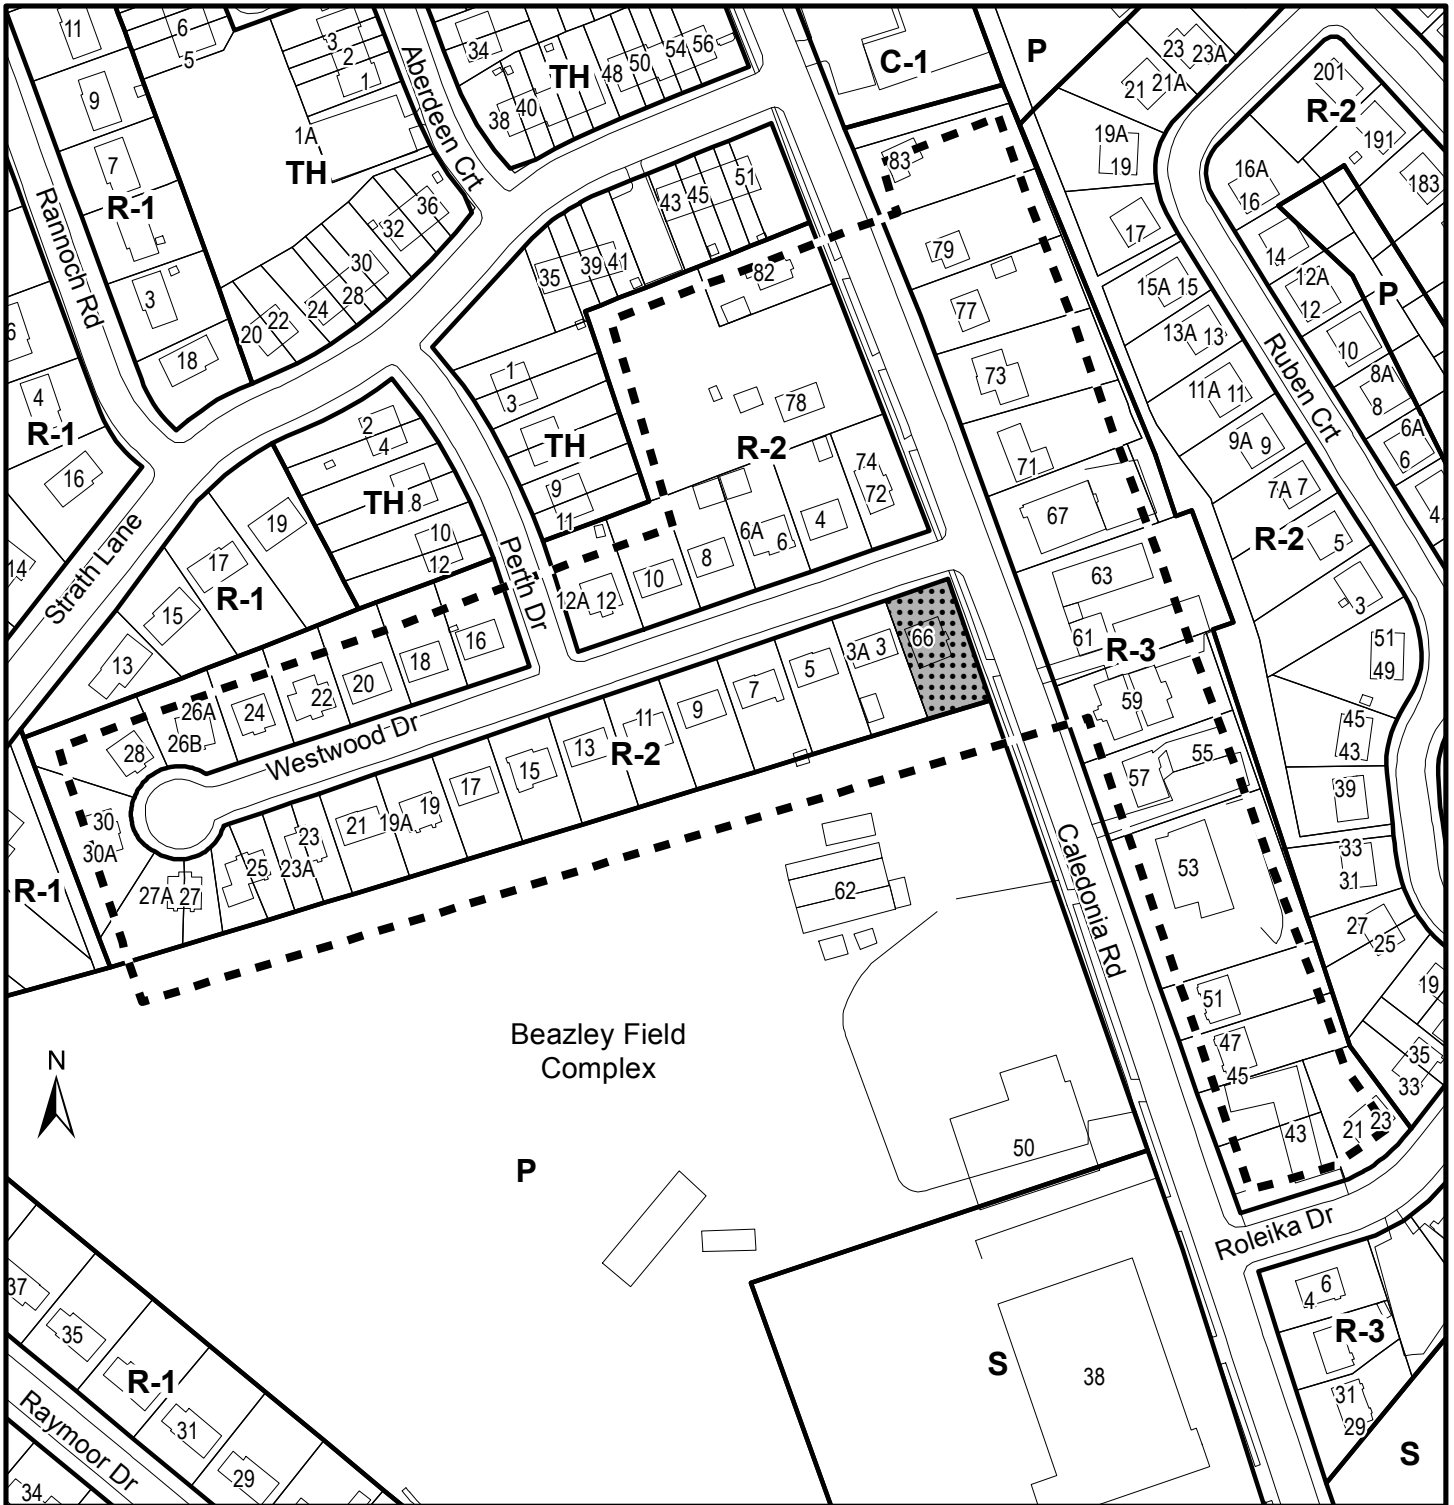 11
6
5
9
7
R-1
3
18
3
2
1
1A
TH
36
32
30
28
24
22
20
Rannoch Rd
Aberdeen Crt
34
TH
38
40
48
50
54
56
C-1
P
23
23A
21
21A
201
R-2
191
183
19A
19
16A
16
17
14
12A
12
P
15A 15
13A 13
10
8A
8
11A 11
6A
6
9A 9
7A 7
4
5
R-2
3
Ruben Crt
83
79
77
73
71
67
63
61
R-3
59
57
55
53
51
47
45
43
21
23
43 45
51
35
39
41
82
78
R-2
74
72
4
6A
6
8
10
12A 12
1
3
TH
9
11
6
4
R-1
16
14
Strath Lane
2
4
TH
8
10
12
Perth Dr
19
17
R-1
15
13
16
18
20
22
24
26A
26B
28
30
30A
R-1
27A 27
25
23
23A
21
19A
19
17
15
13
11
R-2
9
7
5
3A 3
66
Westwood Dr
Caledonia Rd
62
51
49
45
43
39
33
31
27
25
19
35
33
Beazley Field
Complex
N
P
50
Roleika Dr
4
6
R-3
31
29
S
S
38
37
35
R-1
31
29
34
Raymoor Dr